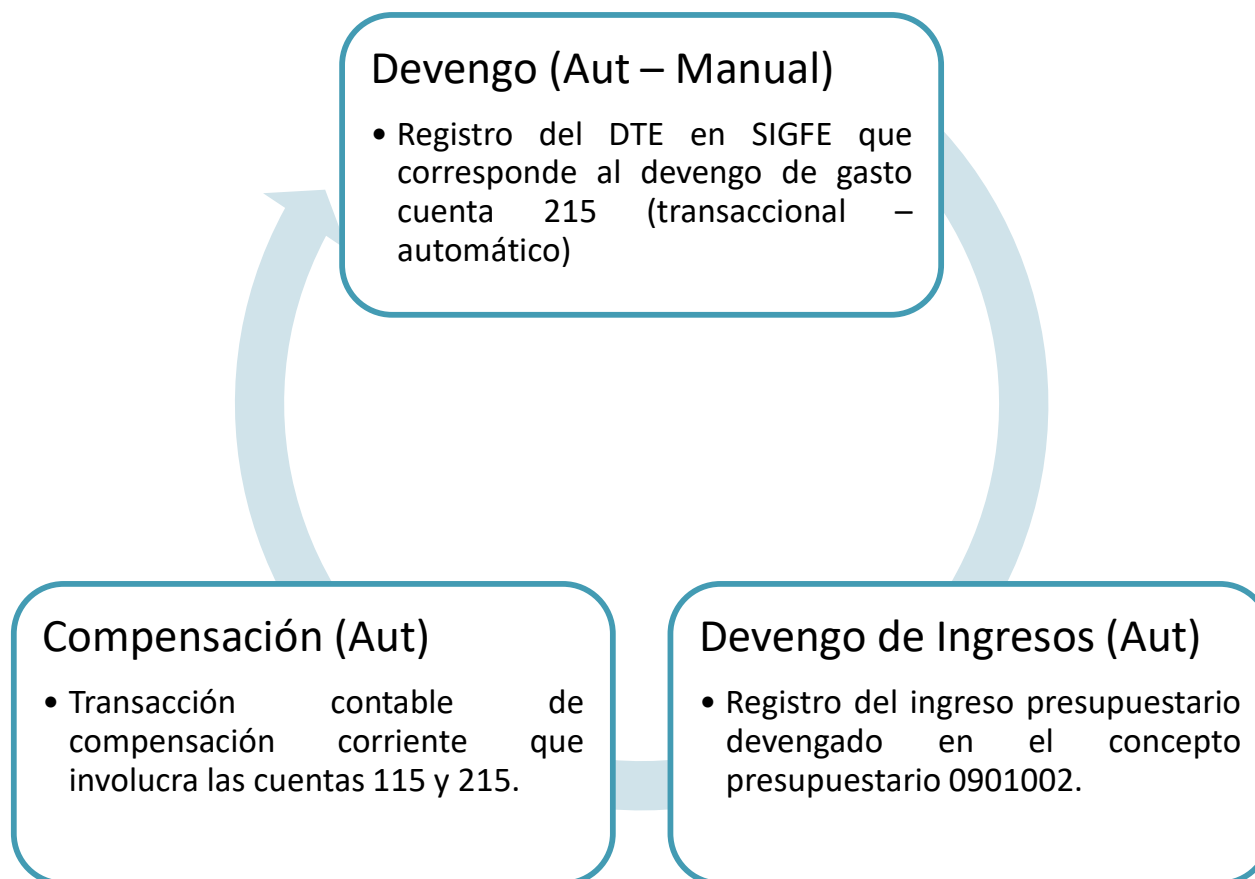 Devengo (Aut – Manual)
• Registro del DTE en SIGFE que
corresponde al devengo de gasto
cuenta 215 (transaccional –
automático)
Compensación (Aut)
• Transacción contable de
compensación corriente que
involucra las cuentas 115 y 215.
Devengo de Ingresos (Aut)
• Registro del ingreso presupuestario
devengado en el concepto
presupuestario 0901002.